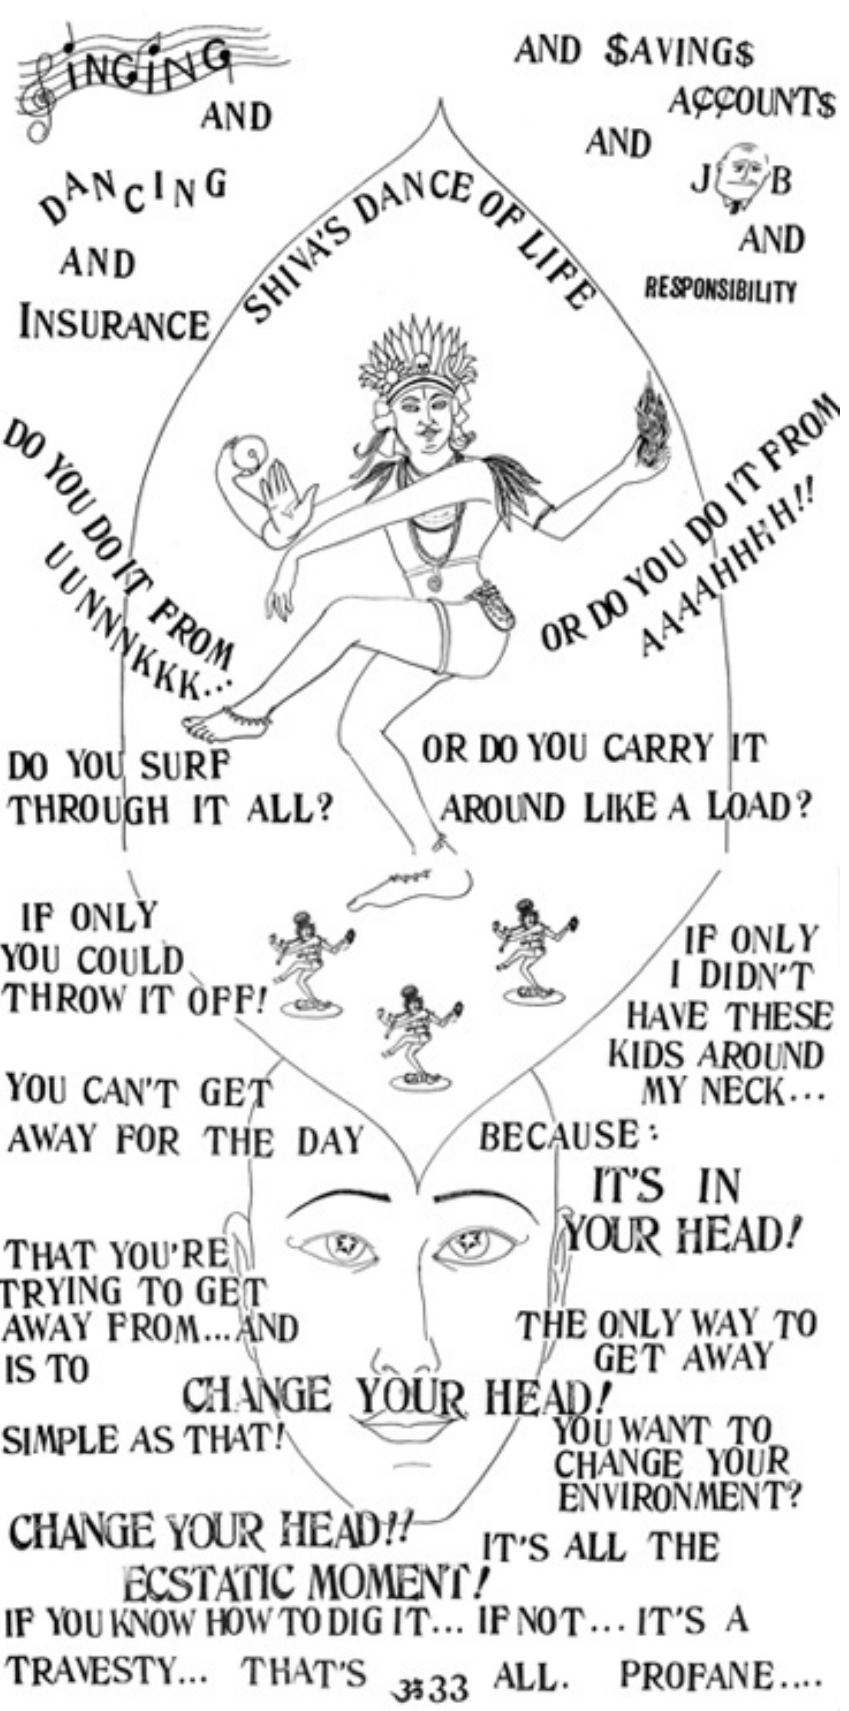 SINGING
AND
DANCING
AND
INSURANCE
AND $AVING$
A₵₵OUNT$
AND
JOB
AND
RESPONSIBILITY
SHIVA'S DANCE OF LIFE
DO YOU DO IT FROM
UUNNNKKK...
OR DO YOU DO IT FROM
AAAAHHHH!!
DO YOU SURF
THROUGH IT ALL?
OR DO YOU CARRY IT
AROUND LIKE A LOAD?
IF ONLY
YOU COULD
THROW IT OFF!
IF ONLY
I DIDN'T
HAVE THESE
KIDS AROUND
MY NECK...
YOU CAN'T GET
AWAY FOR THE DAY
BECAUSE:
IT'S IN
YOUR HEAD!
THAT YOU'RE
TRYING TO GET
AWAY FROM...AND
THE ONLY WAY TO
GET AWAY
IS TO
CHANGE YOUR HEAD!
SIMPLE AS THAT!
YOU WANT TO
CHANGE YOUR
ENVIRONMENT?
CHANGE YOUR HEAD!!
IT'S ALL THE
ECSTATIC MOMENT!
IF YOU KNOW HOW TO DIG IT... IF NOT... IT'S A
TRAVESTY... THAT'S ALL. PROFANE....
ॐ33